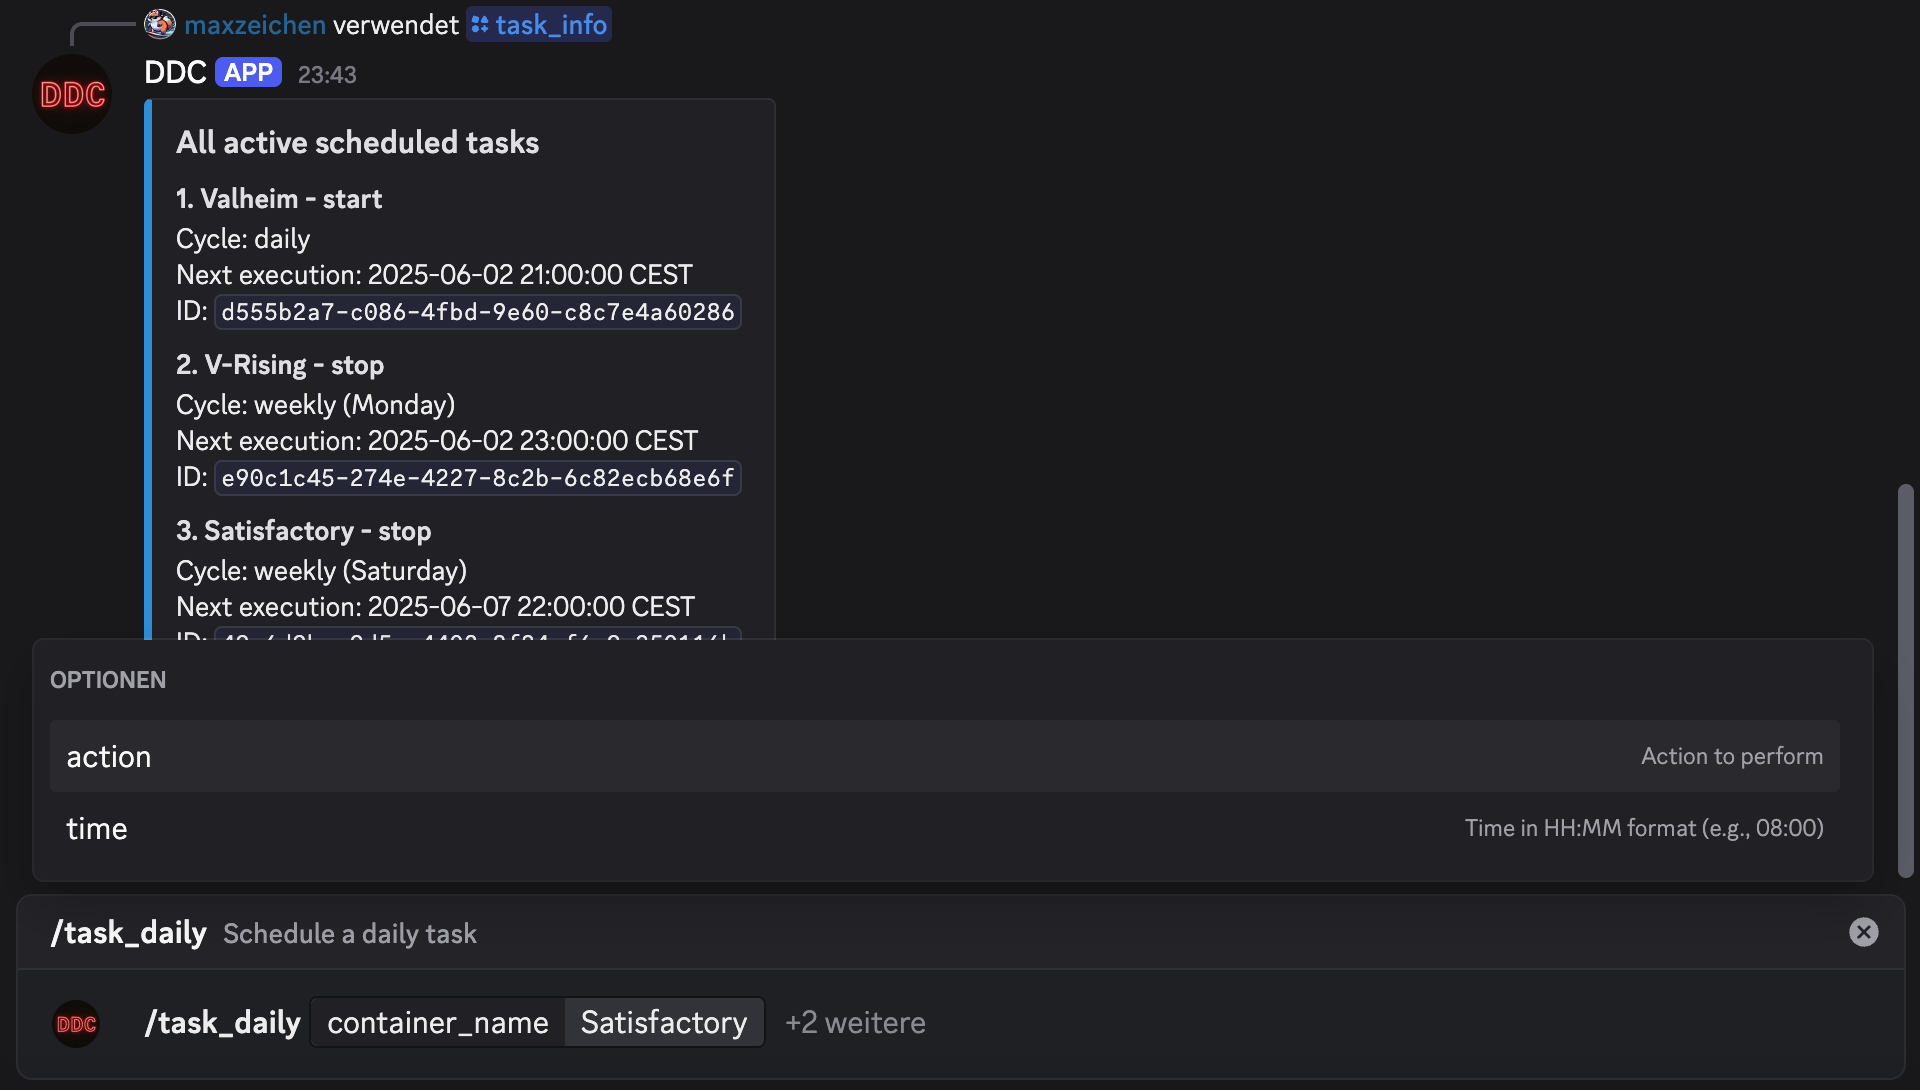 maxzeichen verwendet task_info
DDC APP 23:43
DDC
All active scheduled tasks
1. Valheim - start
Cycle: daily
Next execution: 2025-06-02 21:00:00 CEST
ID: d555b2a7-c086-4fbd-9e60-c8c7e4a60286
2. V-Rising - stop
Cycle: weekly (Monday)
Next execution: 2025-06-02 23:00:00 CEST
ID: e90c1c45-274e-4227-8c2b-6c82ecb68e6f
3. Satisfactory - stop
Cycle: weekly (Saturday)
Next execution: 2025-06-07 22:00:00 CEST
ID:
OPTIONEN
action Action to perform
time Time in HH:MM format (e.g., 08:00)
/task_daily Schedule a daily task
DDC /task_daily container_name Satisfactory +2 weitere